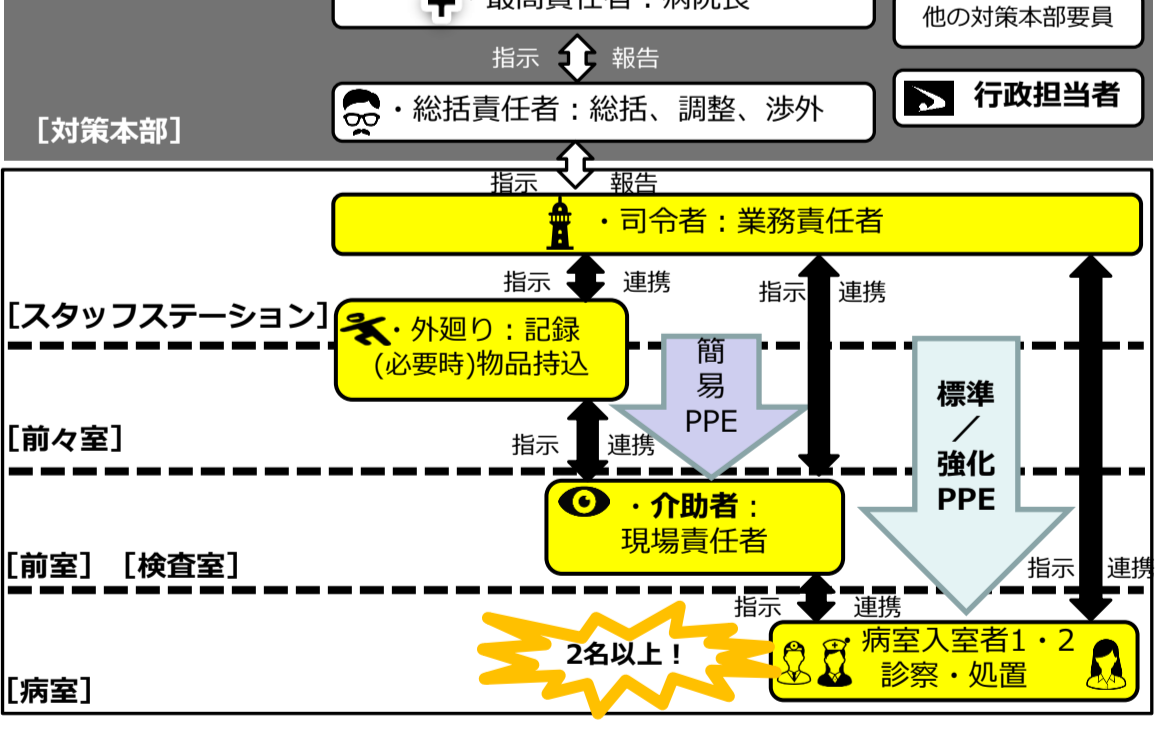 ・最高責任者：病院長
他の対策本部要員
指示 報告
・総括責任者：総括、調整、渉外
行政担当者
［対策本部］
指示 報告
・司令者：業務責任者
指示 連携
指示 連携
［スタッフステーション］
・外廻り：記録
(必要時)物品持込
簡
易
PPE
標準
／
強化
PPE
［前々室］
指示 連携
・介助者：
現場責任者
［前室］［検査室］
指示 連携
指示 連携
2名以上！
病室入室者1・2
診察・処置
［病室］